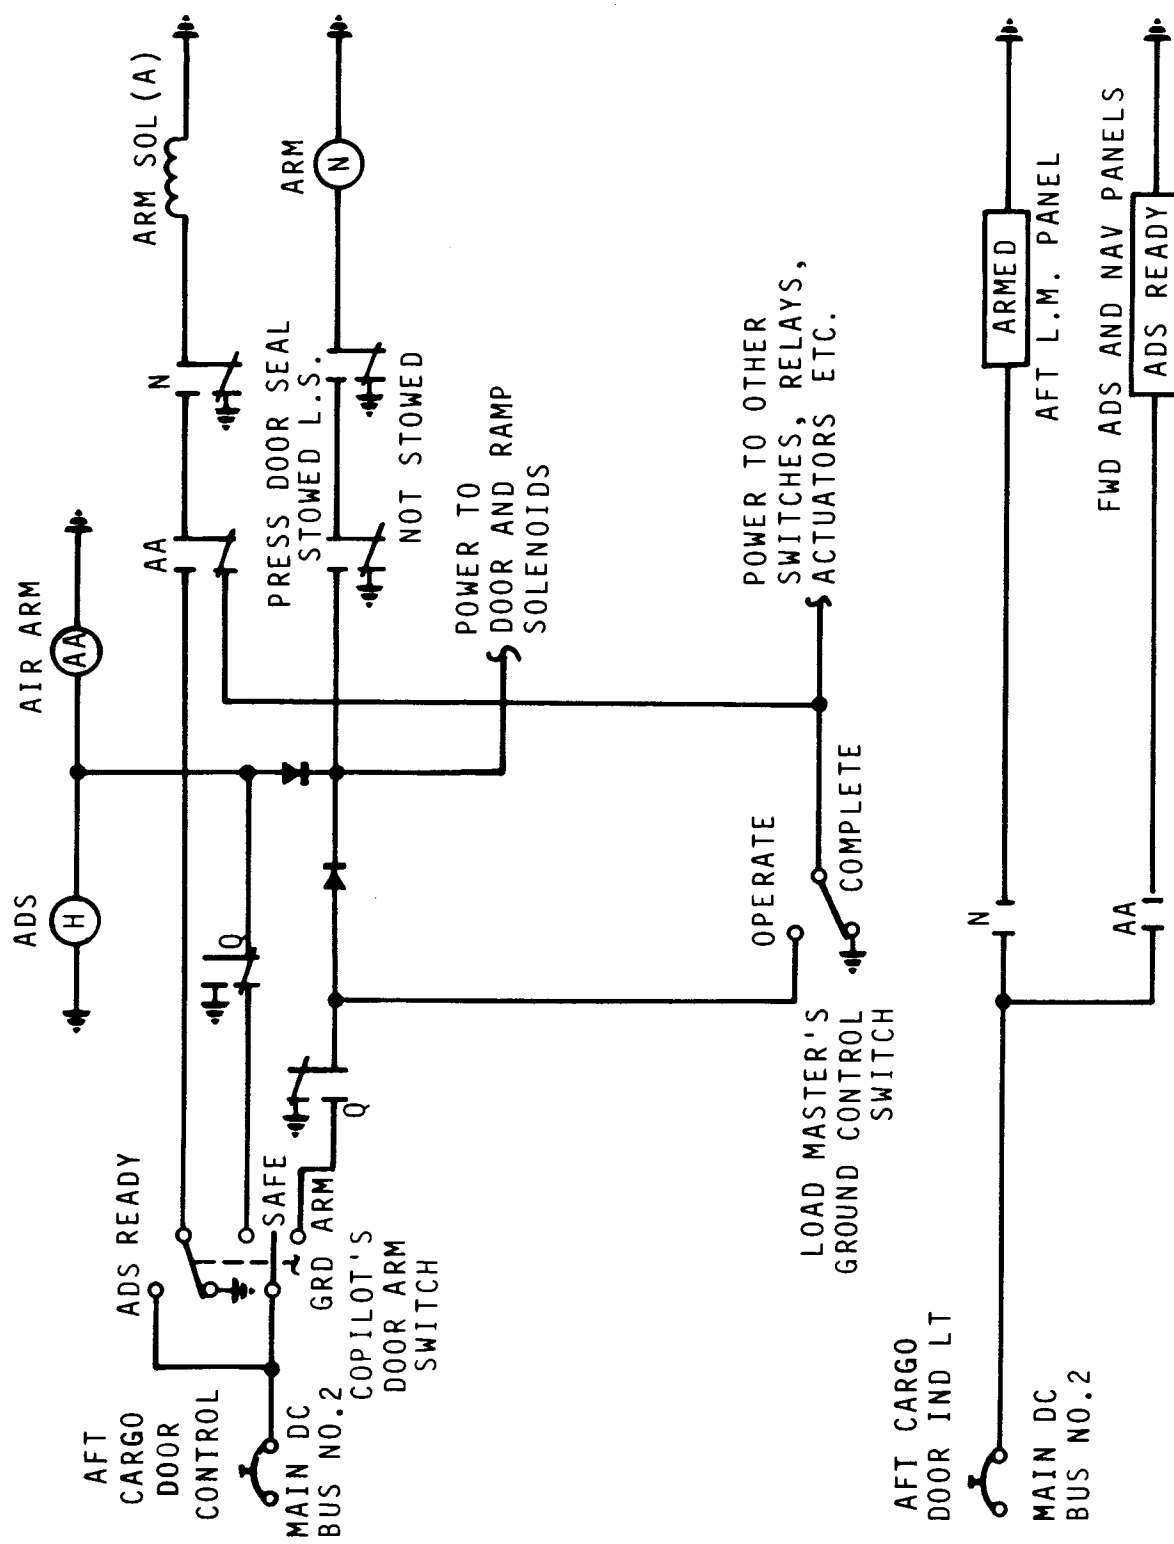 AFT
CARGO
DOOR
CONTROL
MAIN DC
BUS NO.2
ADS READY
SAFE
GRD ARM
COPILOT'S
DOOR ARM
SWITCH
Q
Q
ADS
H
AIR ARM
AA
AA
N
ARM SOL (A)
PRESS DOOR SEAL
STOWED L.S.
NOT STOWED
ARM
N
POWER TO
DOOR AND RAMP
SOLENOIDS
OPERATE
COMPLETE
LOAD MASTER'S
GROUND CONTROL
SWITCH
POWER TO OTHER
SWITCHES, RELAYS,
ACTUATORS ETC.
AFT CARGO
DOOR IND LT
MAIN DC
BUS NO.2
N
ARMED
AFT L.M. PANEL
AA
FWD ADS AND NAV PANELS
ADS READY